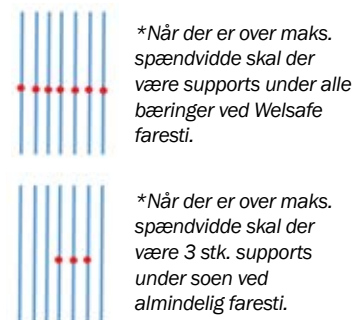 *Når der er over maks.
spændvidde skal der
være supports under alle
bæringer ved Welsafe
faresti.
*Når der er over maks.
spændvidde skal der
være 3 stk. supports
under soen ved
almindelig faresti.